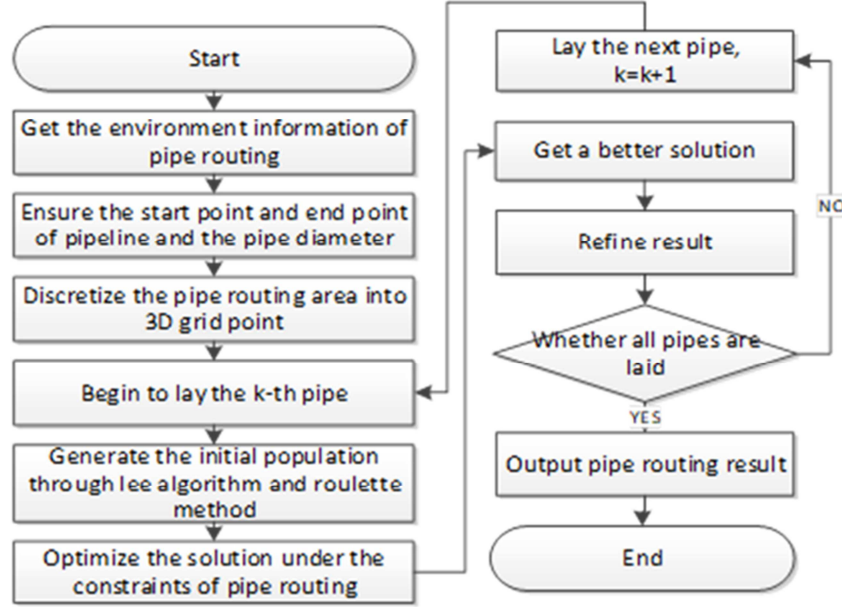 Start
Get the environment information of
pipe routing
Ensure the start point and end point
of pipeline and the pipe diameter
Discretize the pipe routing area into
3D grid point
Begin to lay the k-th pipe
Generate the initial population
through lee algorithm and roulette
method
Optimize the solution under the
constraints of pipe routing
Lay the next pipe,
k=k+1
Get a better solution
Refine result
Whether all pipes are
laid
NO
YES
Output pipe routing result
End